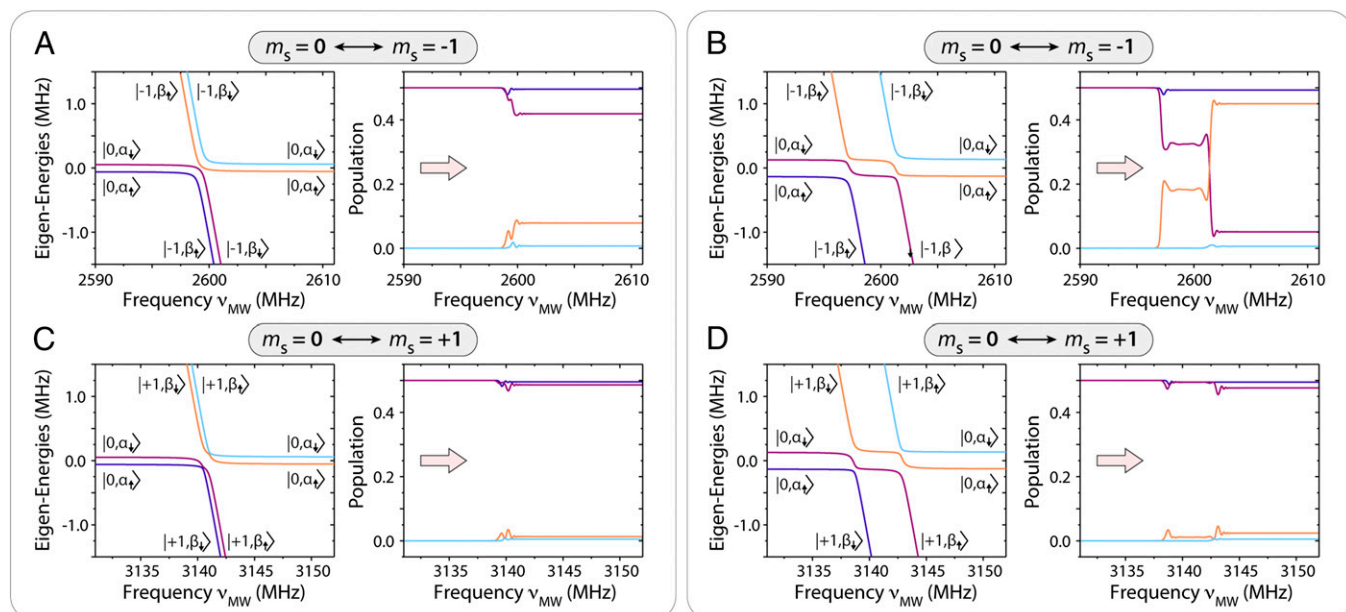 A
m_s = 0 ⟷ m_s = -1
Eigen-Energies (MHz)
1.0
0.0
-1.0
|-1,β↑⟩ |-1,β↓⟩
|0,α↓⟩ |0,α↓⟩
|0,α↑⟩ |0,α↑⟩
|-1,β↑⟩ |-1,β↓⟩
2590 2600 2610
Frequency ν_MW (MHz)
Population
0.4
0.2
0.0
2590 2600 2610
Frequency ν_MW (MHz)
B
m_s = 0 ⟷ m_s = -1
Eigen-Energies (MHz)
1.0
0.0
-1.0
|-1,β↑⟩ |-1,β↓⟩
|0,α↓⟩ |0,α↓⟩
|0,α↑⟩ |0,α↑⟩
|-1,β↑⟩ |-1,β⟩
2590 2600 2610
Frequency ν_MW (MHz)
Population
0.4
0.2
0.0
2590 2600 2610
Frequency ν_MW (MHz)
C
m_s = 0 ⟷ m_s = +1
Eigen-Energies (MHz)
1.0
0.0
-1.0
|+1,β↓⟩ |+1,β↑⟩
|0,α↓⟩ |0,α↓⟩
|0,α↑⟩ |0,α↑⟩
|+1,β↓⟩ |+1,β↑⟩
3135 3140 3145 3150
Frequency ν_MW (MHz)
Population
0.4
0.2
0.0
3135 3140 3145 3150
Frequency ν_MW (MHz)
D
m_s = 0 ⟷ m_s = +1
Eigen-Energies (MHz)
1.0
0.0
-1.0
|+1,β↓⟩ |+1,β↑⟩
|0,α↓⟩ |0,α↓⟩
|0,α↑⟩ |0,α↑⟩
|+1,β↓⟩ |+1,β↑⟩
3135 3140 3145 3150
Frequency ν_MW (MHz)
Population
0.4
0.2
0.0
3135 3140 3145 3150
Frequency ν_MW (MHz)